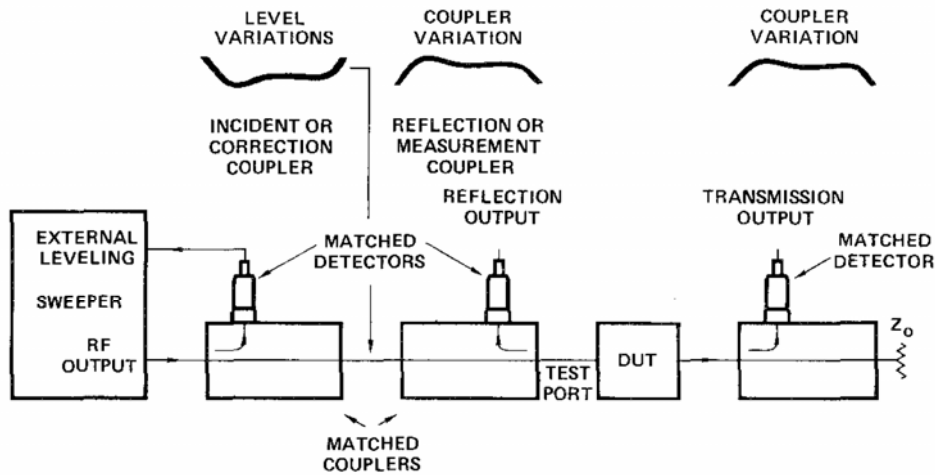 LEVEL
VARIATIONS
COUPLER
VARIATION
COUPLER
VARIATION
INCIDENT OR
CORRECTION
COUPLER
REFLECTION OR
MEASUREMENT
COUPLER
REFLECTION
OUTPUT
TRANSMISSION
OUTPUT
EXTERNAL
LEVELING
SWEEPER
RF
OUTPUT
MATCHED
DETECTORS
MATCHED
DETECTOR
TEST
PORT
DUT
Zo
MATCHED
COUPLERS